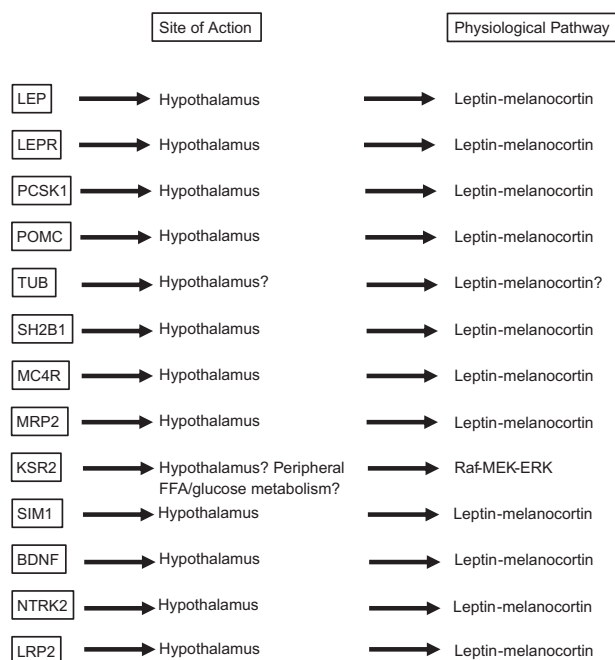 Site of Action Physiological Pathway
LEP Hypothalamus Leptin-melanocortin
LEPR Hypothalamus Leptin-melanocortin
PCSK1 Hypothalamus Leptin-melanocortin
POMC Hypothalamus Leptin-melanocortin
TUB Hypothalamus? Leptin-melanocortin?
SH2B1 Hypothalamus Leptin-melanocortin
MC4R Hypothalamus Leptin-melanocortin
MRP2 Hypothalamus Leptin-melanocortin
KSR2 Hypothalamus? Peripheral Raf-MEK-ERK
FFA/glucose metabolism?
SIM1 Hypothalamus Leptin-melanocortin
BDNF Hypothalamus Leptin-melanocortin
NTRK2 Hypothalamus Leptin-melanocortin
LRP2 Hypothalamus Leptin-melanocortin